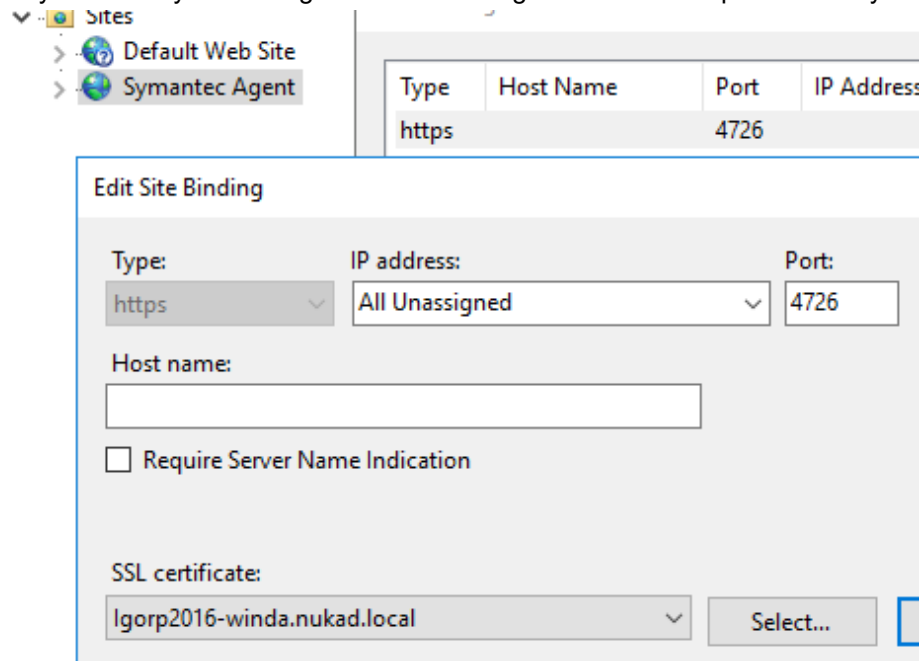 Sites
Default Web Site
Symantec Agent
Type Host Name Port IP Address
https 4726
Edit Site Binding
Type: IP address: Port:
https All Unassigned 4726
Host name:
Require Server Name Indication
SSL certificate:
lgorp2016-winda.nukad.local Select...